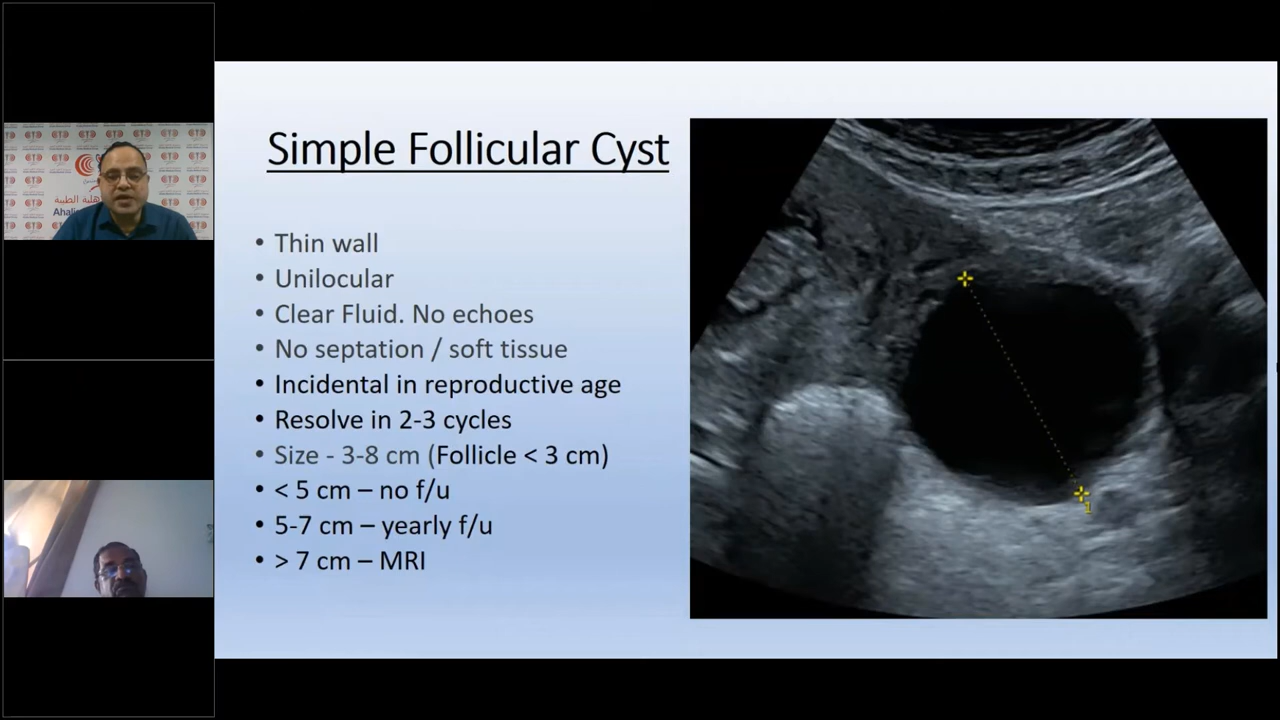 Simple Follicular Cyst
• Thin wall
• Unilocular
• Clear Fluid. No echoes
• No septation / soft tissue
• Incidental in reproductive age
• Resolve in 2-3 cycles
• Size - 3-8 cm (Follicle < 3 cm)
• < 5 cm – no f/u
• 5-7 cm – yearly f/u
• > 7 cm – MRI
1